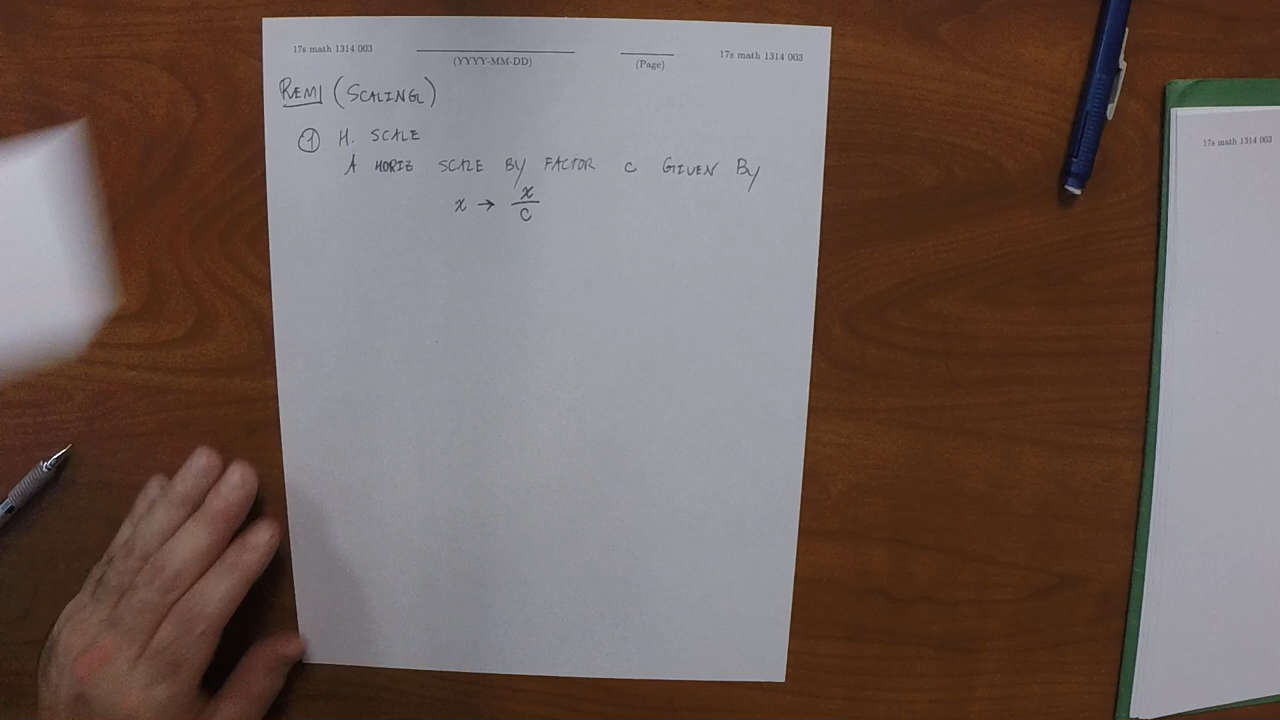 17s math 1314 003
(YYYY-MM-DD)
(Page)
17s math 1314 003
REM (SCALING)
① H. SCALE
A HORIZ SCALE BY FACTOR C GIVEN BY
x → x/c
17s math 1314 003